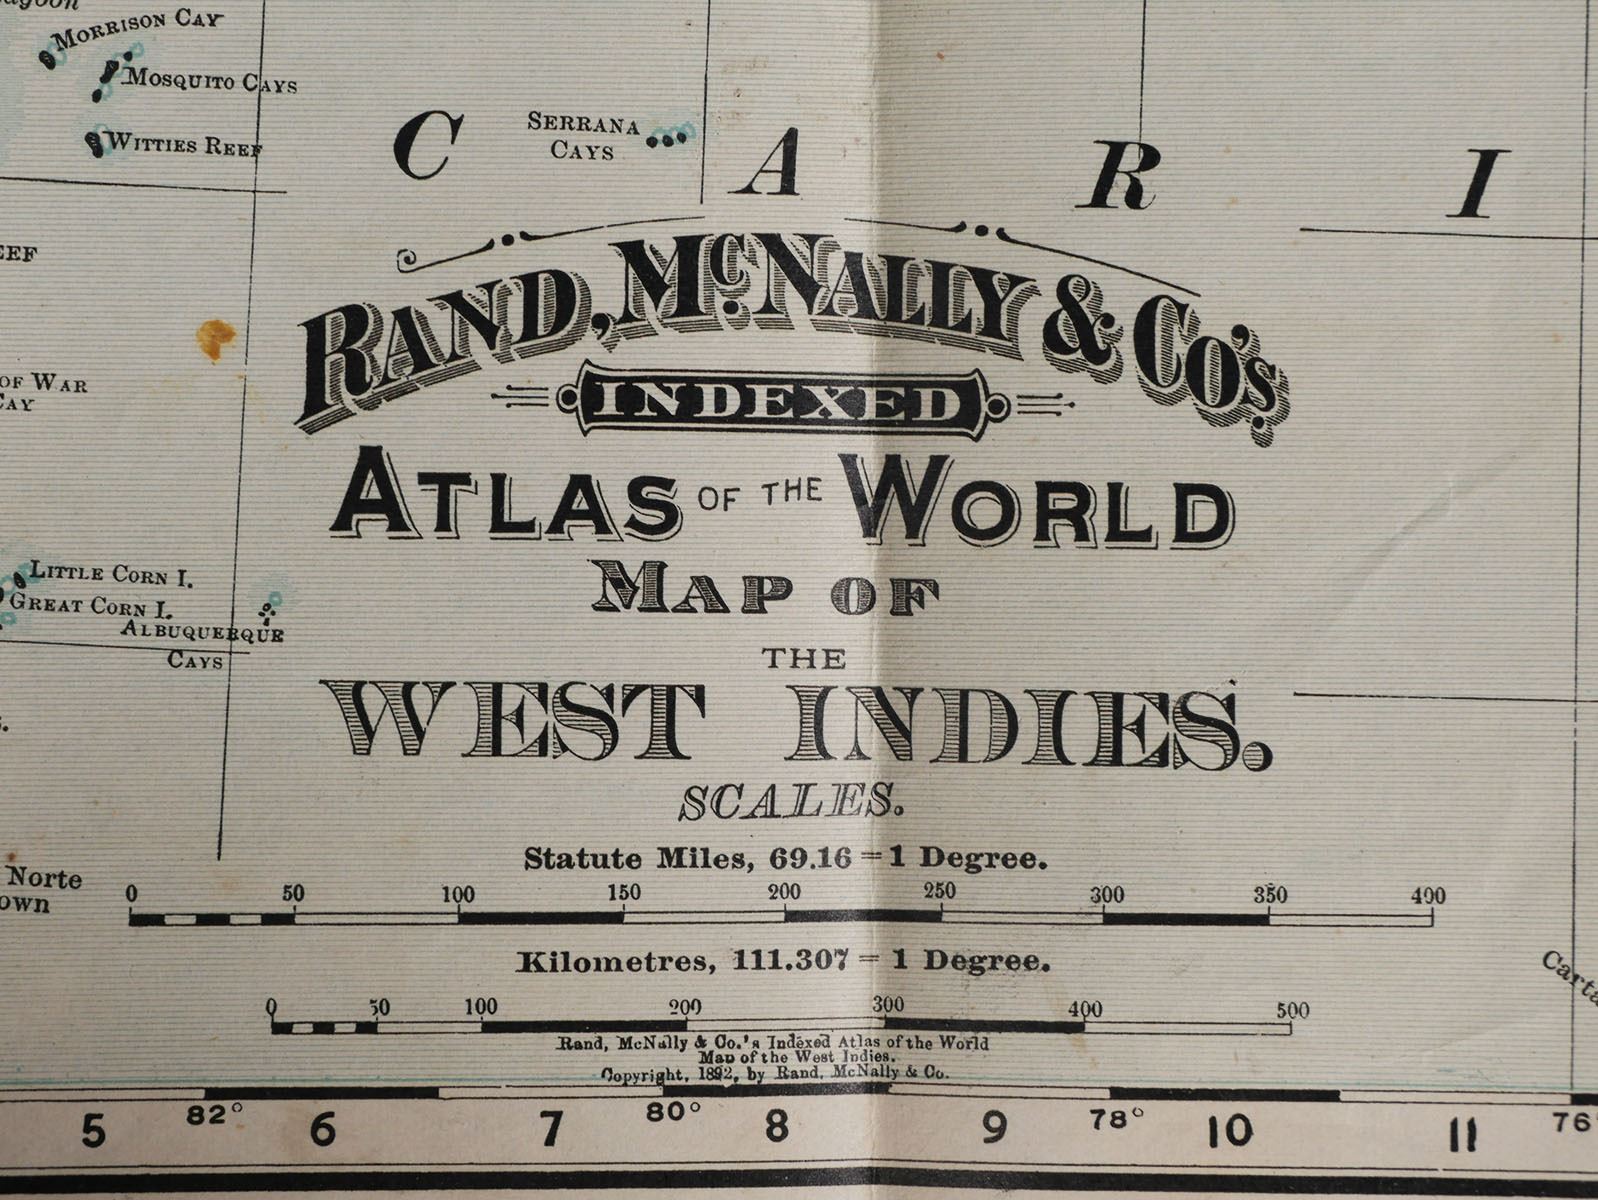 MORRISON CAY
MOSQUITO CAYS
WITTIES REEF
C A R I
SERRANA
CAYS
RAND, McNALLY & Co's.
INDEXED
ATLAS OF THE WORLD
MAP OF
THE
WEST INDIES.
SCALES.
OF WAR
CAY
LITTLE CORN I.
GREAT CORN I.
ALBUQUERQUE
CAYS
Norte
Statute Miles, 69.16 = 1 Degree.
0 50 100 150 200 250 300 350 400
Kilometres, 111.307 = 1 Degree.
0 50 100 200 300 400 500
Rand, McNally & Co.'s Indexed Atlas of the World
Map of the West Indies.
Copyright, 1892, by Rand, McNally & Co.
5 82° 6 7 80° 8 9 78° 10 11 76